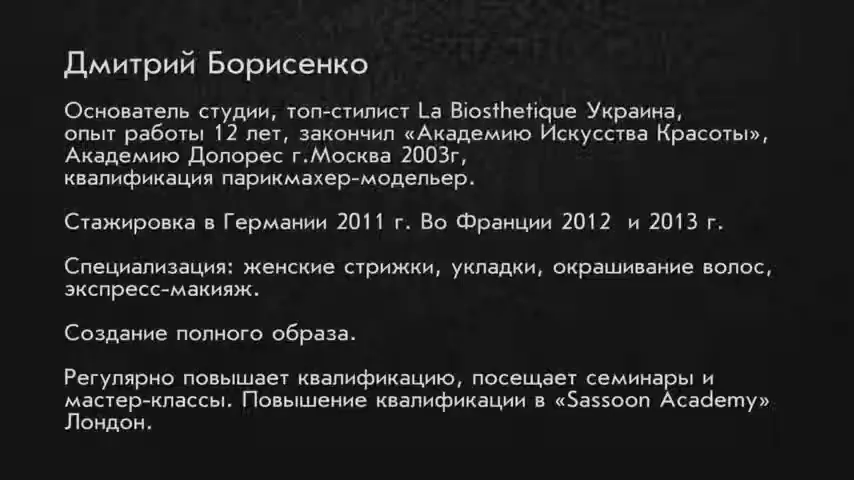 Дмитрий Борисенко
Основатель студии, топ-стилист La Biosthetique Украина,
опыт работы 12 лет, закончил «Академию Искусства Красоты»,
Академию Долорес г.Москва 2003г,
квалификация парикмахер-модельер.
Стажировка в Германии 2011 г. Во Франции 2012 и 2013 г.
Специализация: женские стрижки, укладки, окрашивание волос,
экспресс-макияж.
Создание полного образа.
Регулярно повышает квалификацию, посещает семинары и
мастер-классы. Повышение квалификации в «Sassoon Academy»
Лондон.